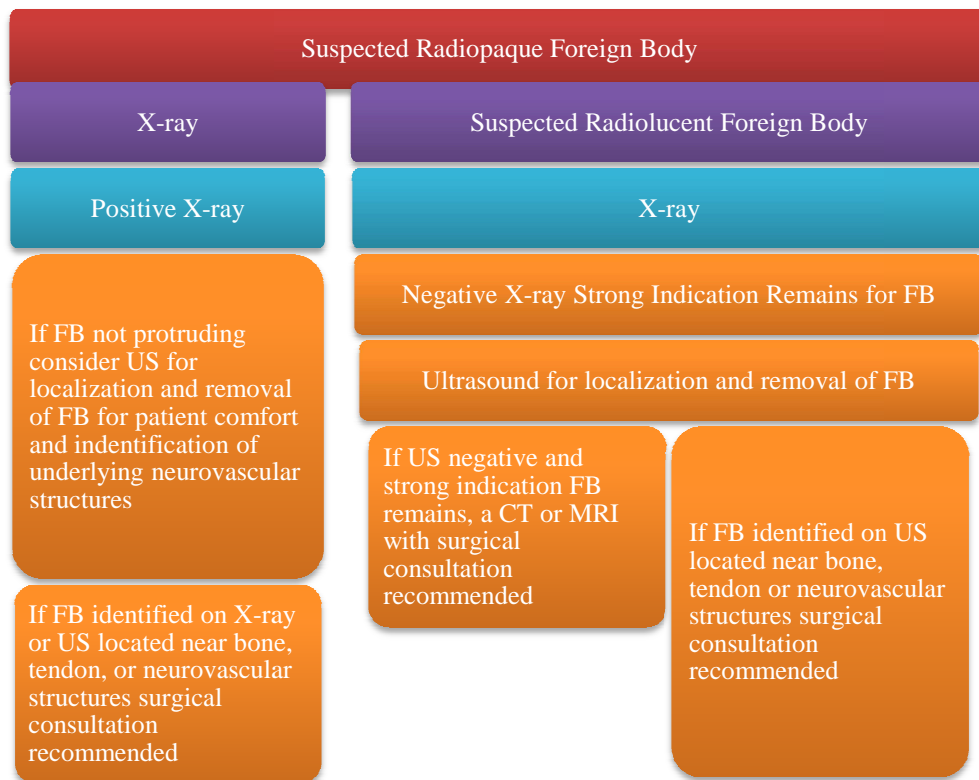 Suspected Radiopaque Foreign Body
X-ray
Suspected Radiolucent Foreign Body
Positive X-ray
X-ray
If FB not protruding
consider US for
localization and removal
of FB for patient comfort
and indentification of
underlying neurovascular
structures
If FB identified on X-ray
or US located near bone,
tendon, or neurovascular
structures surgical
consultation
recommended
Negative X-ray Strong Indication Remains for FB
Ultrasound for localization and removal of FB
If US negative and
strong indication FB
remains, a CT or MRI
with surgical
consultation
recommended
If FB identified on US
located near bone,
tendon or neurovascular
structures surgical
consultation
recommended